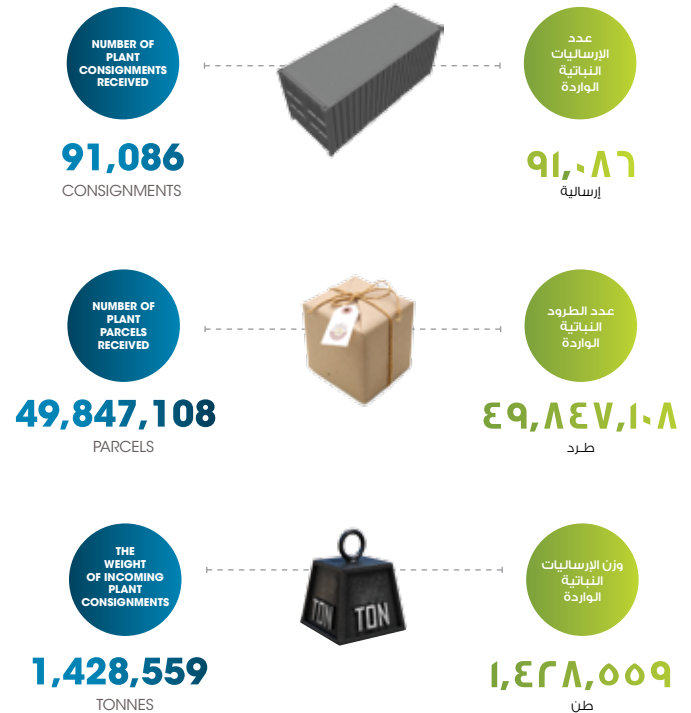 NUMBER OF
PLANT
CONSIGNMENTS
RECEIVED
91,086
CONSIGNMENTS
عدد
الإرساليات
النباتية
الواردة
٩١,٠٨٦
إرسالية
NUMBER OF
PLANT
PARCELS
RECEIVED
49,847,108
PARCELS
عدد الطرود
النباتية
الواردة
٤٩,٨٤٧,١٠٨
طرد
THE
WEIGHT
OF INCOMING
PLANT
CONSIGNMENTS
1,428,559
TONNES
TON
TON
وزن الإرساليات
النباتية
الواردة
١,٤٢٨,٥٥٩
طن